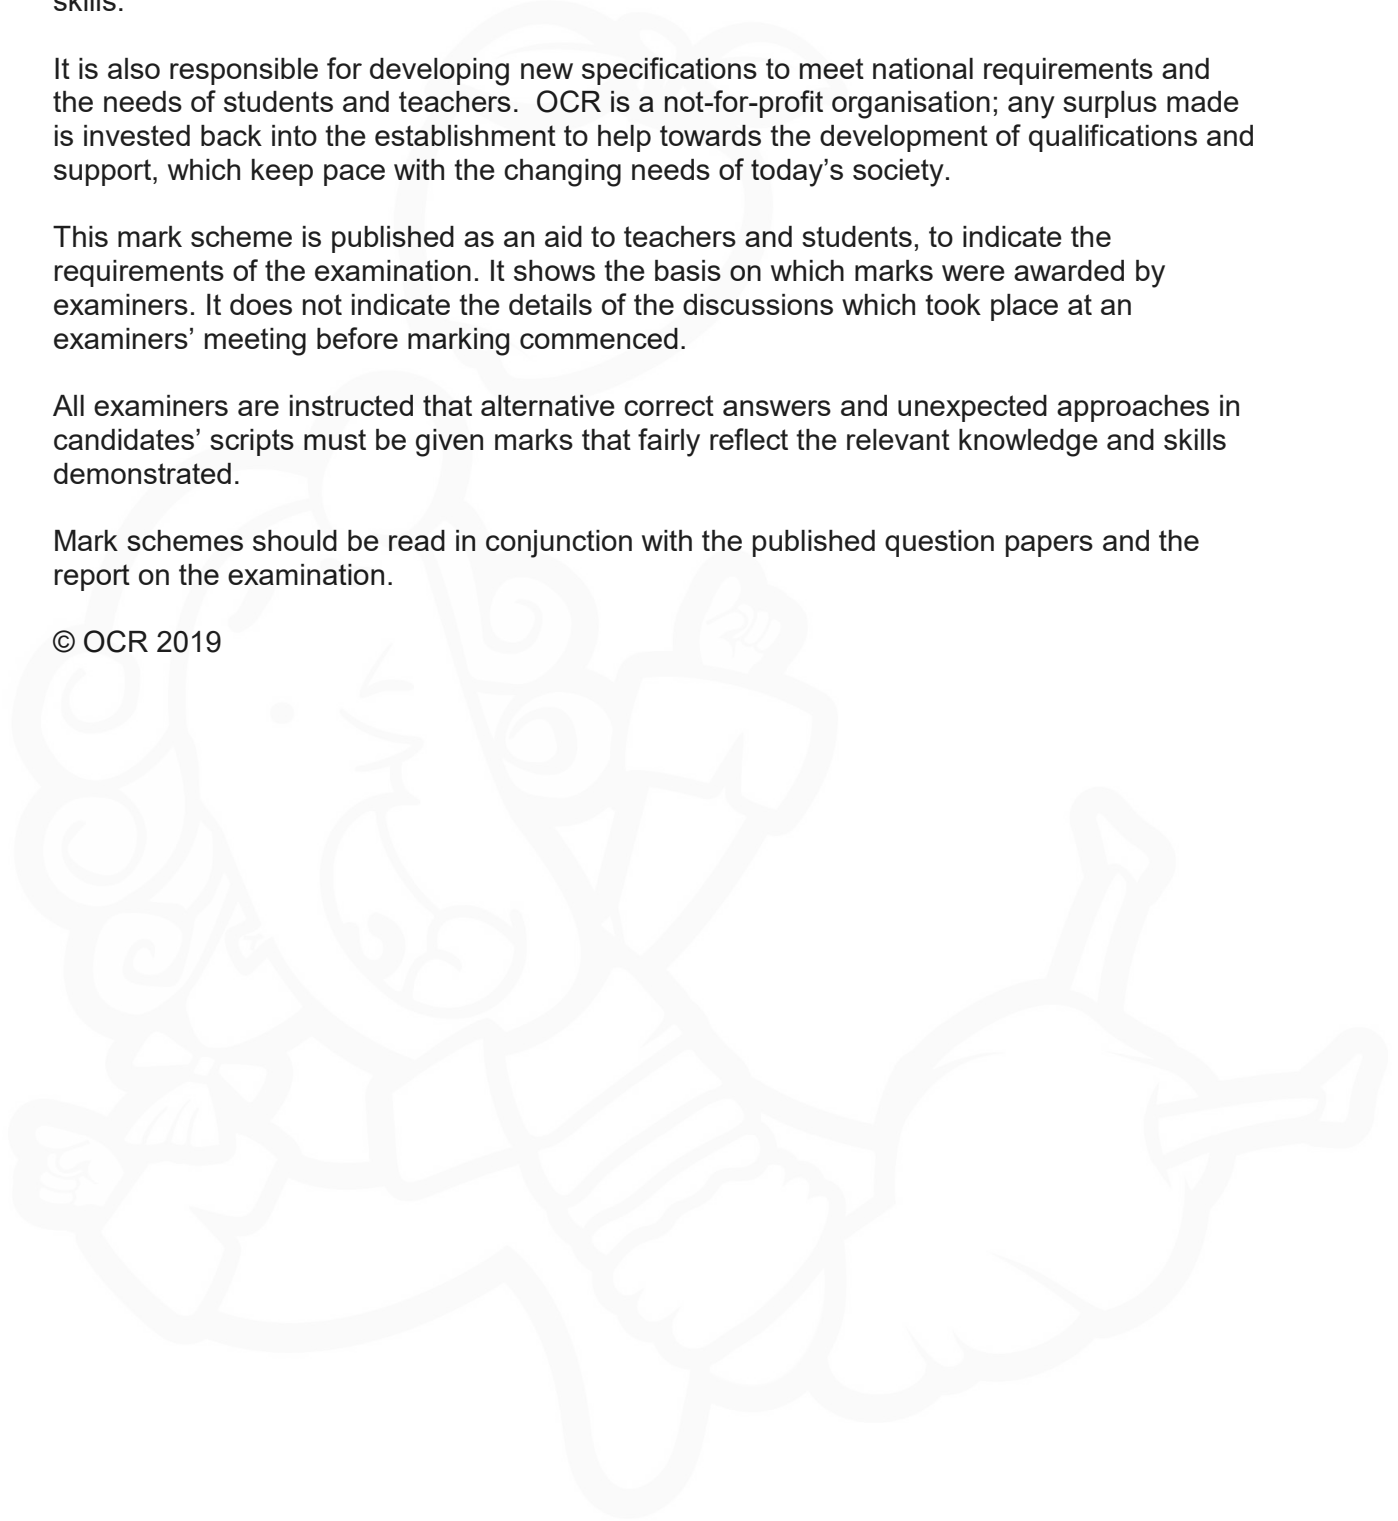 skills.
It is also responsible for developing new specifications to meet national requirements and
the needs of students and teachers.  OCR is a not-for-profit organisation; any surplus made
is invested back into the establishment to help towards the development of qualifications and
support, which keep pace with the changing needs of today’s society.
This mark scheme is published as an aid to teachers and students, to indicate the
requirements of the examination. It shows the basis on which marks were awarded by
examiners. It does not indicate the details of the discussions which took place at an
examiners’ meeting before marking commenced.
All examiners are instructed that alternative correct answers and unexpected approaches in
candidates’ scripts must be given marks that fairly reflect the relevant knowledge and skills
demonstrated.
Mark schemes should be read in conjunction with the published question papers and the
report on the examination.
© OCR 2019